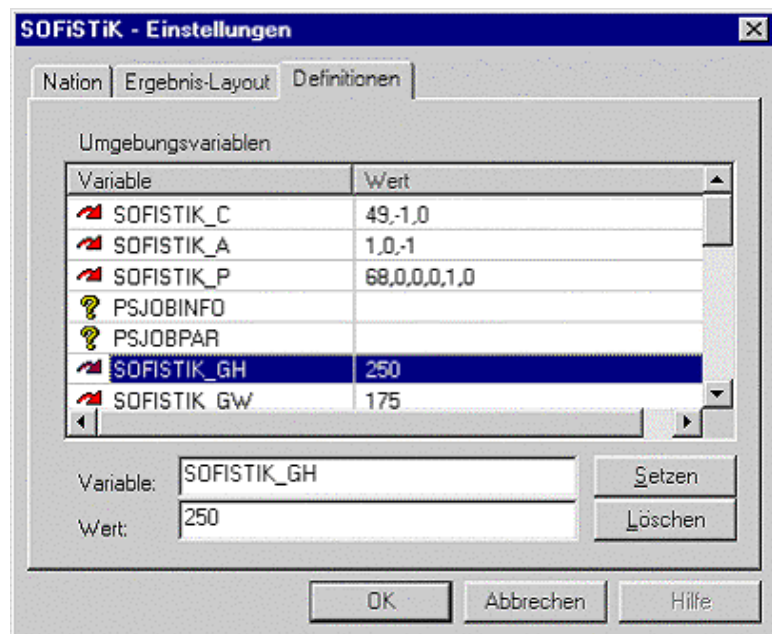 SOFiSTiK - Einstellungen
Nation Ergebnis-Layout Definitionen
Umgebungsvariablen
Variable Wert
SOFISTIK_C 49,-1,0
SOFISTIK_A 1,0,-1
SOFISTIK_P 68,0,0,0,1,0
PSJOBINFO
PSJOBPAR
SOFISTIK_GH 250
SOFISTIK_GW 175
Variable: SOFISTIK_GH Setzen
Wert: 250 Löschen
OK Abbrechen Hilfe